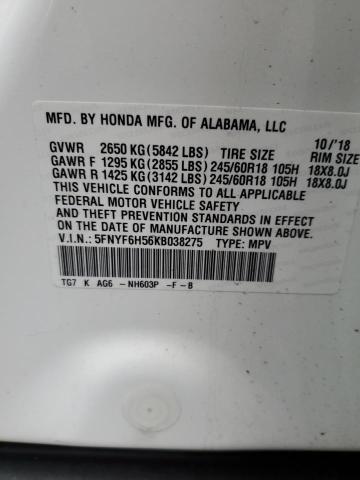 MFD. BY HONDA MFG. OF ALABAMA, LLC
10/'18
GVWR 2650 KG (5842 LBS) TIRE SIZE RIM SIZE
GAWR F 1295 KG (2855 LBS) 245/60R18 105H 18X8.0J
GAWR R 1425 KG (3142 LBS) 245/60R18 105H 18X8.0J
THIS VEHICLE CONFORMS TO ALL APPLICABLE
FEDERAL MOTOR VEHICLE SAFETY
AND THEFT PREVENTION STANDARDS IN EFFECT ON
THE DATE OF MANUFACTURE SHOWN ABOVE.
V.I.N.: 5FNYF6H56KB038275 TYPE: MPV
TG7 K AG6 -NH603P -F -B